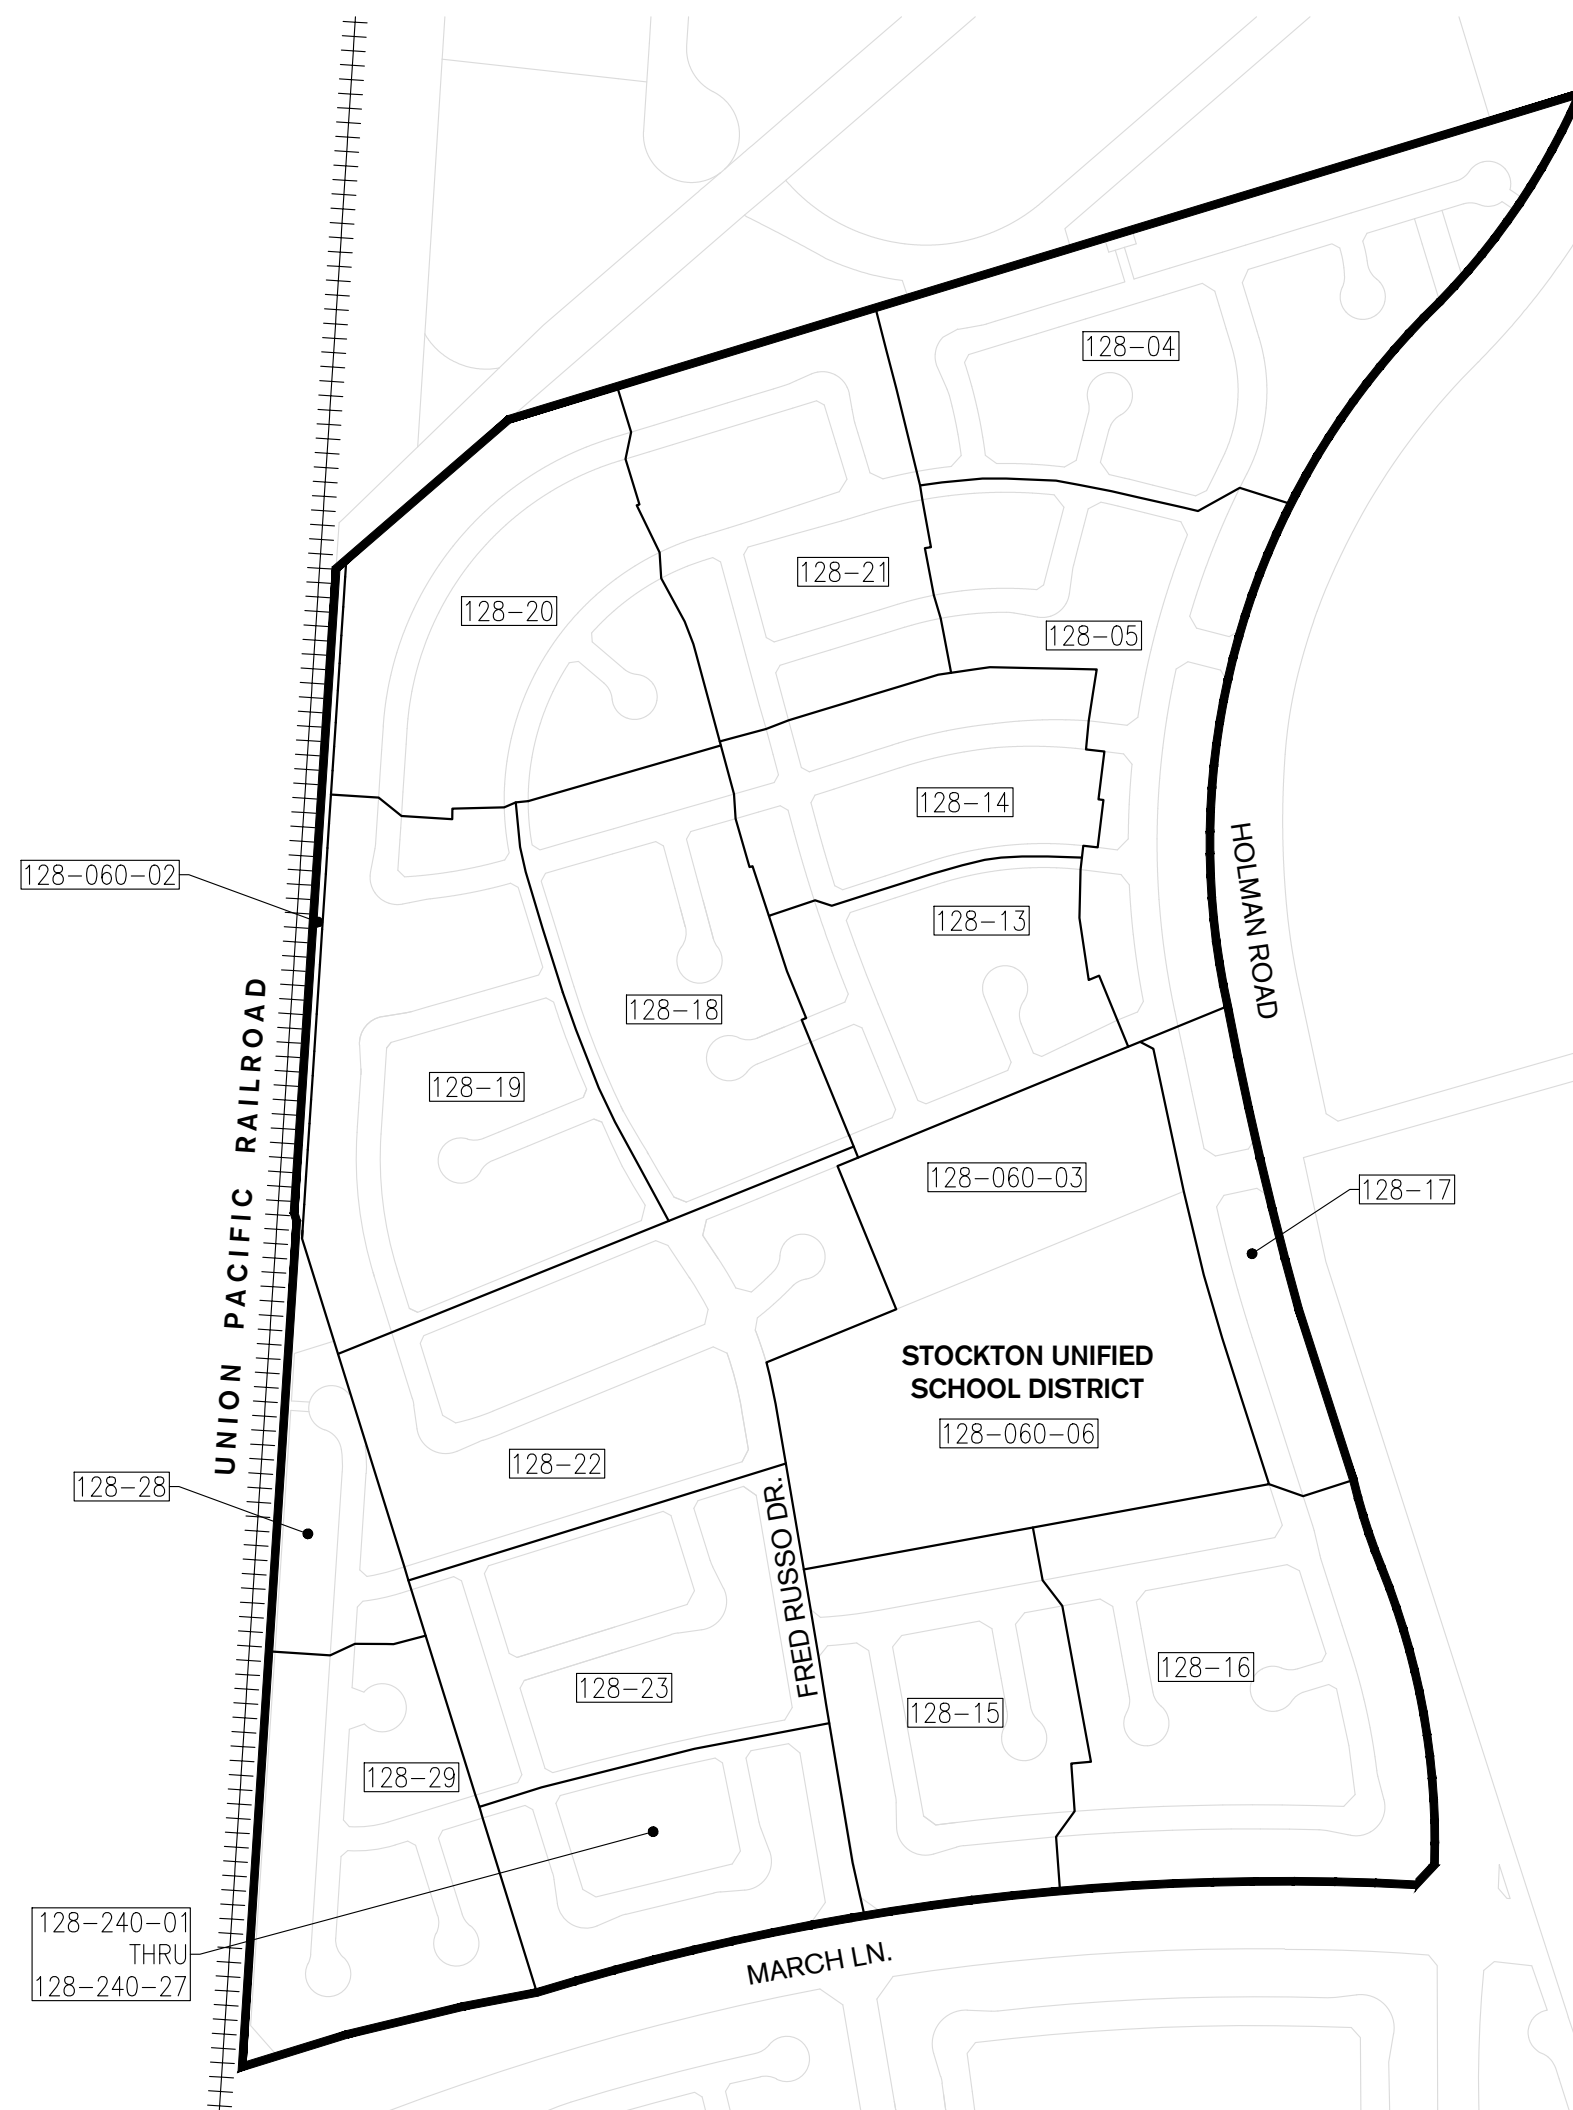 128-04
128-21
128-20
128-05
128-14
HOLMAN ROAD
128-060-02
128-13
128-18
UNION PACIFIC RAILROAD
128-19
128-060-03
128-17
STOCKTON UNIFIED
SCHOOL DISTRICT
128-060-06
128-22
128-28
FRED RUSSO DR.
128-23
128-16
128-15
128-29
128-240-01
THRU
128-240-27
MARCH LN.